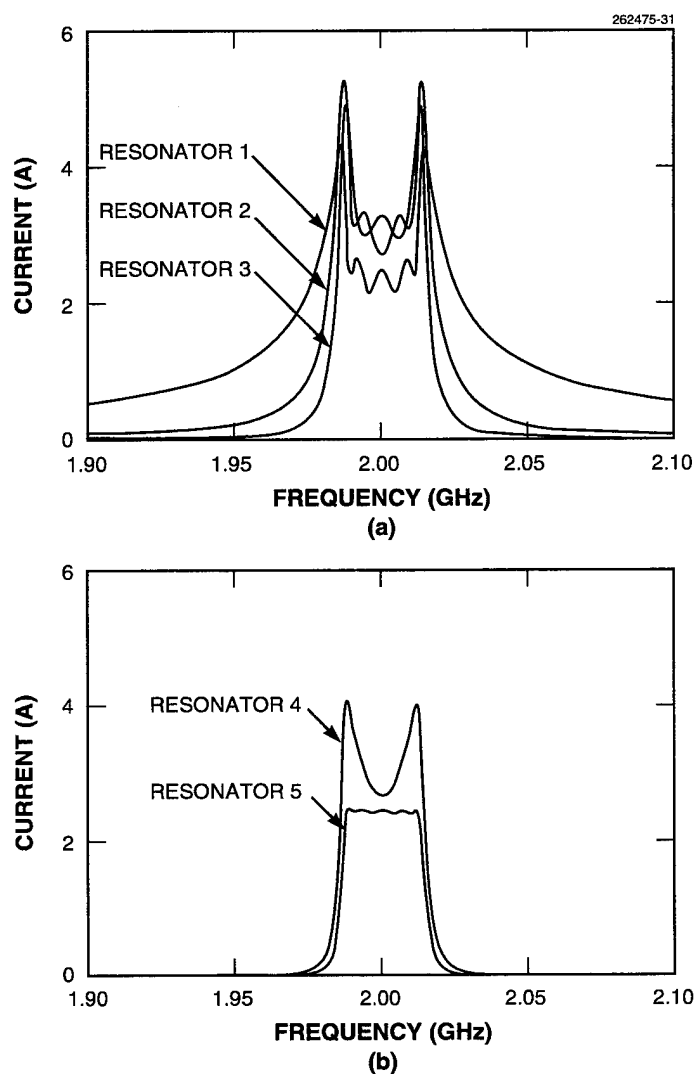 262475-31
6
4
2
0
CURRENT (A)
RESONATOR 1
RESONATOR 2
RESONATOR 3
1.90 1.95 2.00 2.05 2.10
FREQUENCY (GHz)
(a)
6
4
2
0
CURRENT (A)
RESONATOR 4
RESONATOR 5
1.90 1.95 2.00 2.05 2.10
FREQUENCY (GHz)
(b)